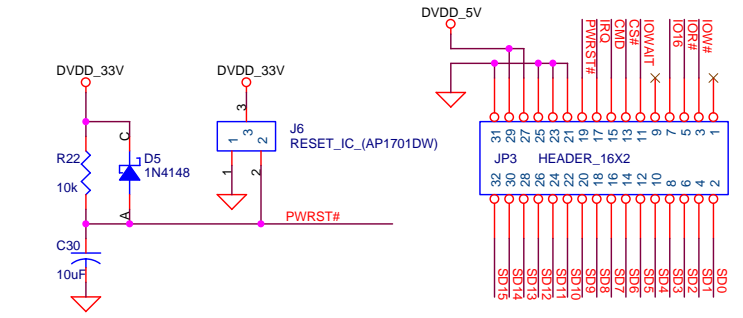 DVDD_33V
R22
10k
C
D5
1N4148
A
C30
10uF
DVDD_33V
3
1 3 2
J6
RESET_IC_(AP1701DW)
1
2
PWRST#
DVDD_5V
PWRST# IRQ CMD CS# IOWAIT IO16 IOR# IOW#
31 29 27 25 23 21 19 17 15 13 11 9 7 5 3 1
JP3 HEADER_16X2
32 30 28 26 24 22 20 18 16 14 12 10 8 6 4 2
SD15 SD14 SD13 SD12 SD11 SD10 SD9 SD8 SD7 SD6 SD5 SD4 SD3 SD2 SD1 SD0